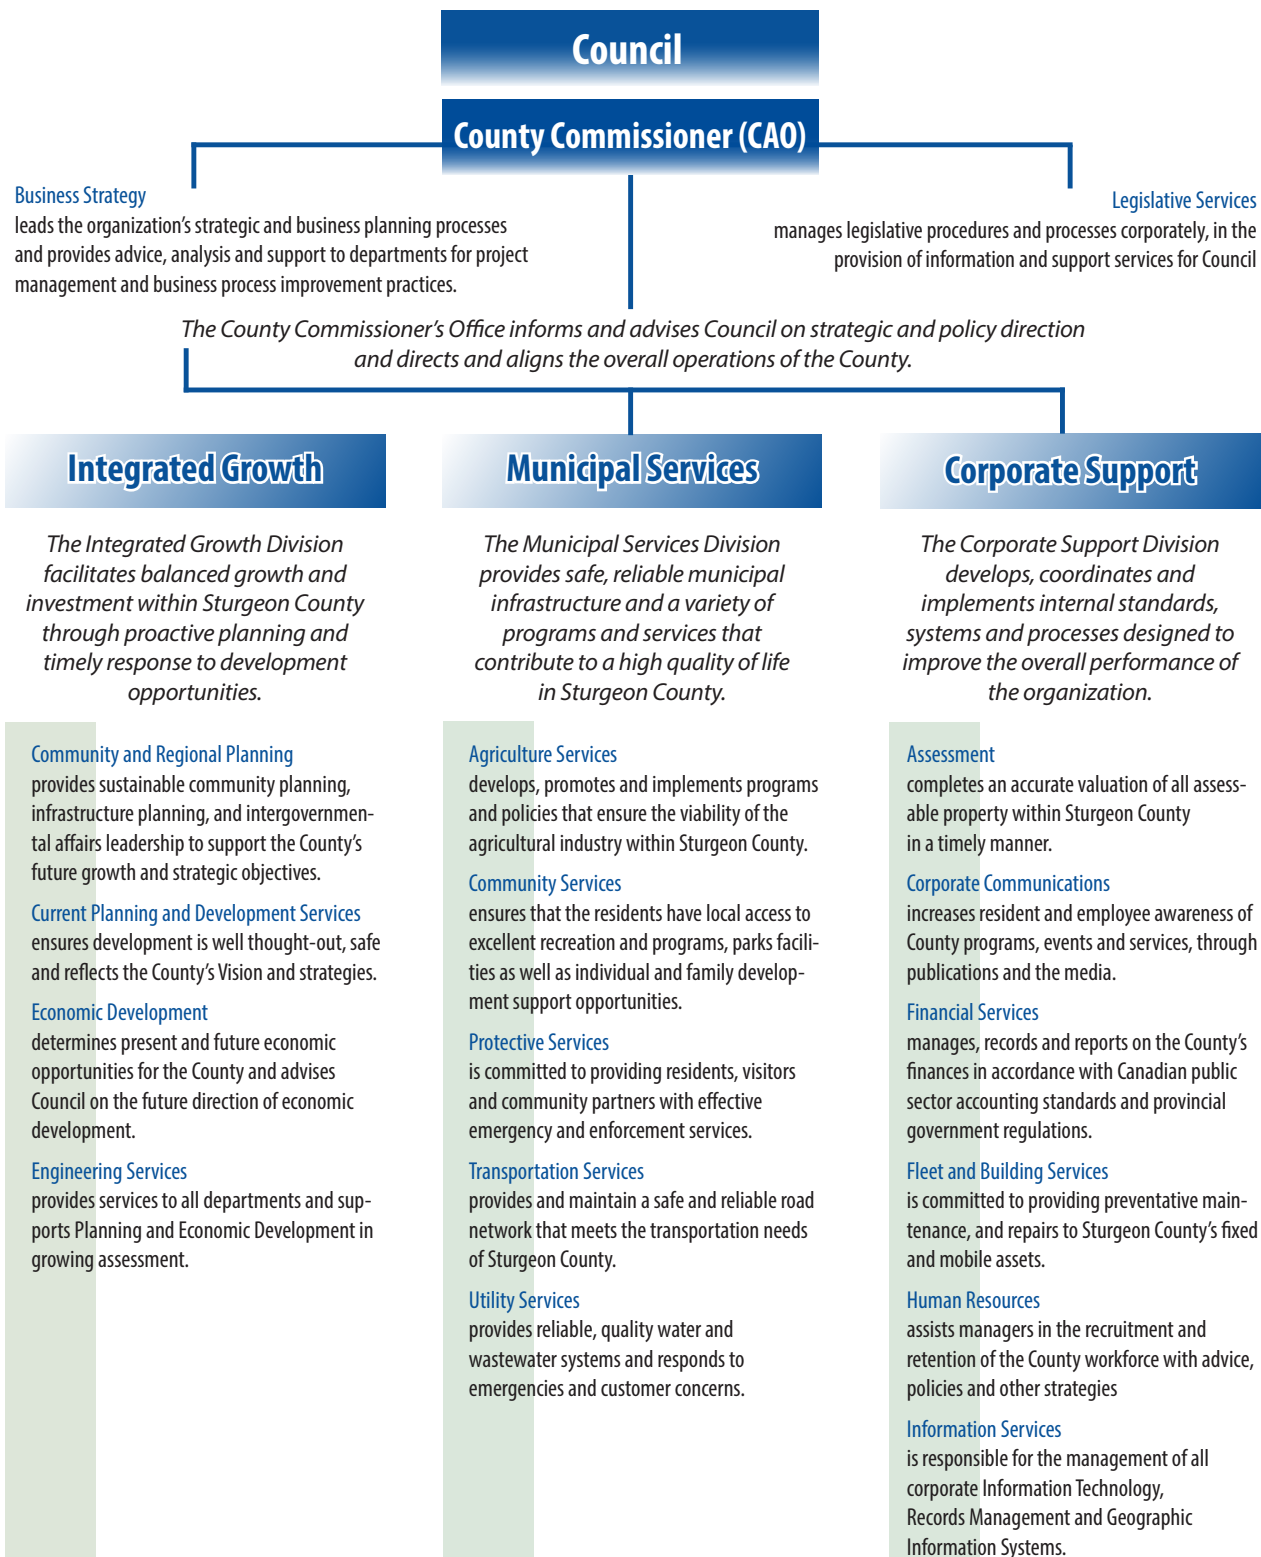 Council
County Commissioner (CAO)
Business Strategy
leads the organization's strategic and business planning processes
and provides advice, analysis and support to departments for project
management and business process improvement practices.
Legislative Services
manages legislative procedures and processes corporately, in the
provision of information and support services for Council
The County Commissioner's Office informs and advises Council on strategic and policy direction
and directs and aligns the overall operations of the County.
Integrated Growth
The Integrated Growth Division
facilitates balanced growth and
investment within Sturgeon County
through proactive planning and
timely response to development
opportunities.
Community and Regional Planning
provides sustainable community planning,
infrastructure planning, and intergovernmen-
tal affairs leadership to support the County's
future growth and strategic objectives.
Current Planning and Development Services
ensures development is well thought-out, safe
and reflects the County's Vision and strategies.
Economic Development
determines present and future economic
opportunities for the County and advises
Council on the future direction of economic
development.
Engineering Services
provides services to all departments and sup-
ports Planning and Economic Development in
growing assessment.
Municipal Services
The Municipal Services Division
provides safe, reliable municipal
infrastructure and a variety of
programs and services that
contribute to a high quality of life
in Sturgeon County.
Agriculture Services
develops, promotes and implements programs
and policies that ensure the viability of the
agricultural industry within Sturgeon County.
Community Services
ensures that the residents have local access to
excellent recreation and programs, parks facili-
ties as well as individual and family develop-
ment support opportunities.
Protective Services
is committed to providing residents, visitors
and community partners with effective
emergency and enforcement services.
Transportation Services
provides and maintain a safe and reliable road
network that meets the transportation needs
of Sturgeon County.
Utility Services
provides reliable, quality water and
wastewater systems and responds to
emergencies and customer concerns.
Corporate Support
The Corporate Support Division
develops, coordinates and
implements internal standards,
systems and processes designed to
improve the overall performance of
the organization.
Assessment
completes an accurate valuation of all assess-
able property within Sturgeon County
in a timely manner.
Corporate Communications
increases resident and employee awareness of
County programs, events and services, through
publications and the media.
Financial Services
manages, records and reports on the County's
finances in accordance with Canadian public
sector accounting standards and provincial
government regulations.
Fleet and Building Services
is committed to providing preventative main-
tenance, and repairs to Sturgeon County's fixed
and mobile assets.
Human Resources
assists managers in the recruitment and
retention of the County workforce with advice,
policies and other strategies
Information Services
is responsible for the management of all
corporate Information Technology,
Records Management and Geographic
Information Systems.